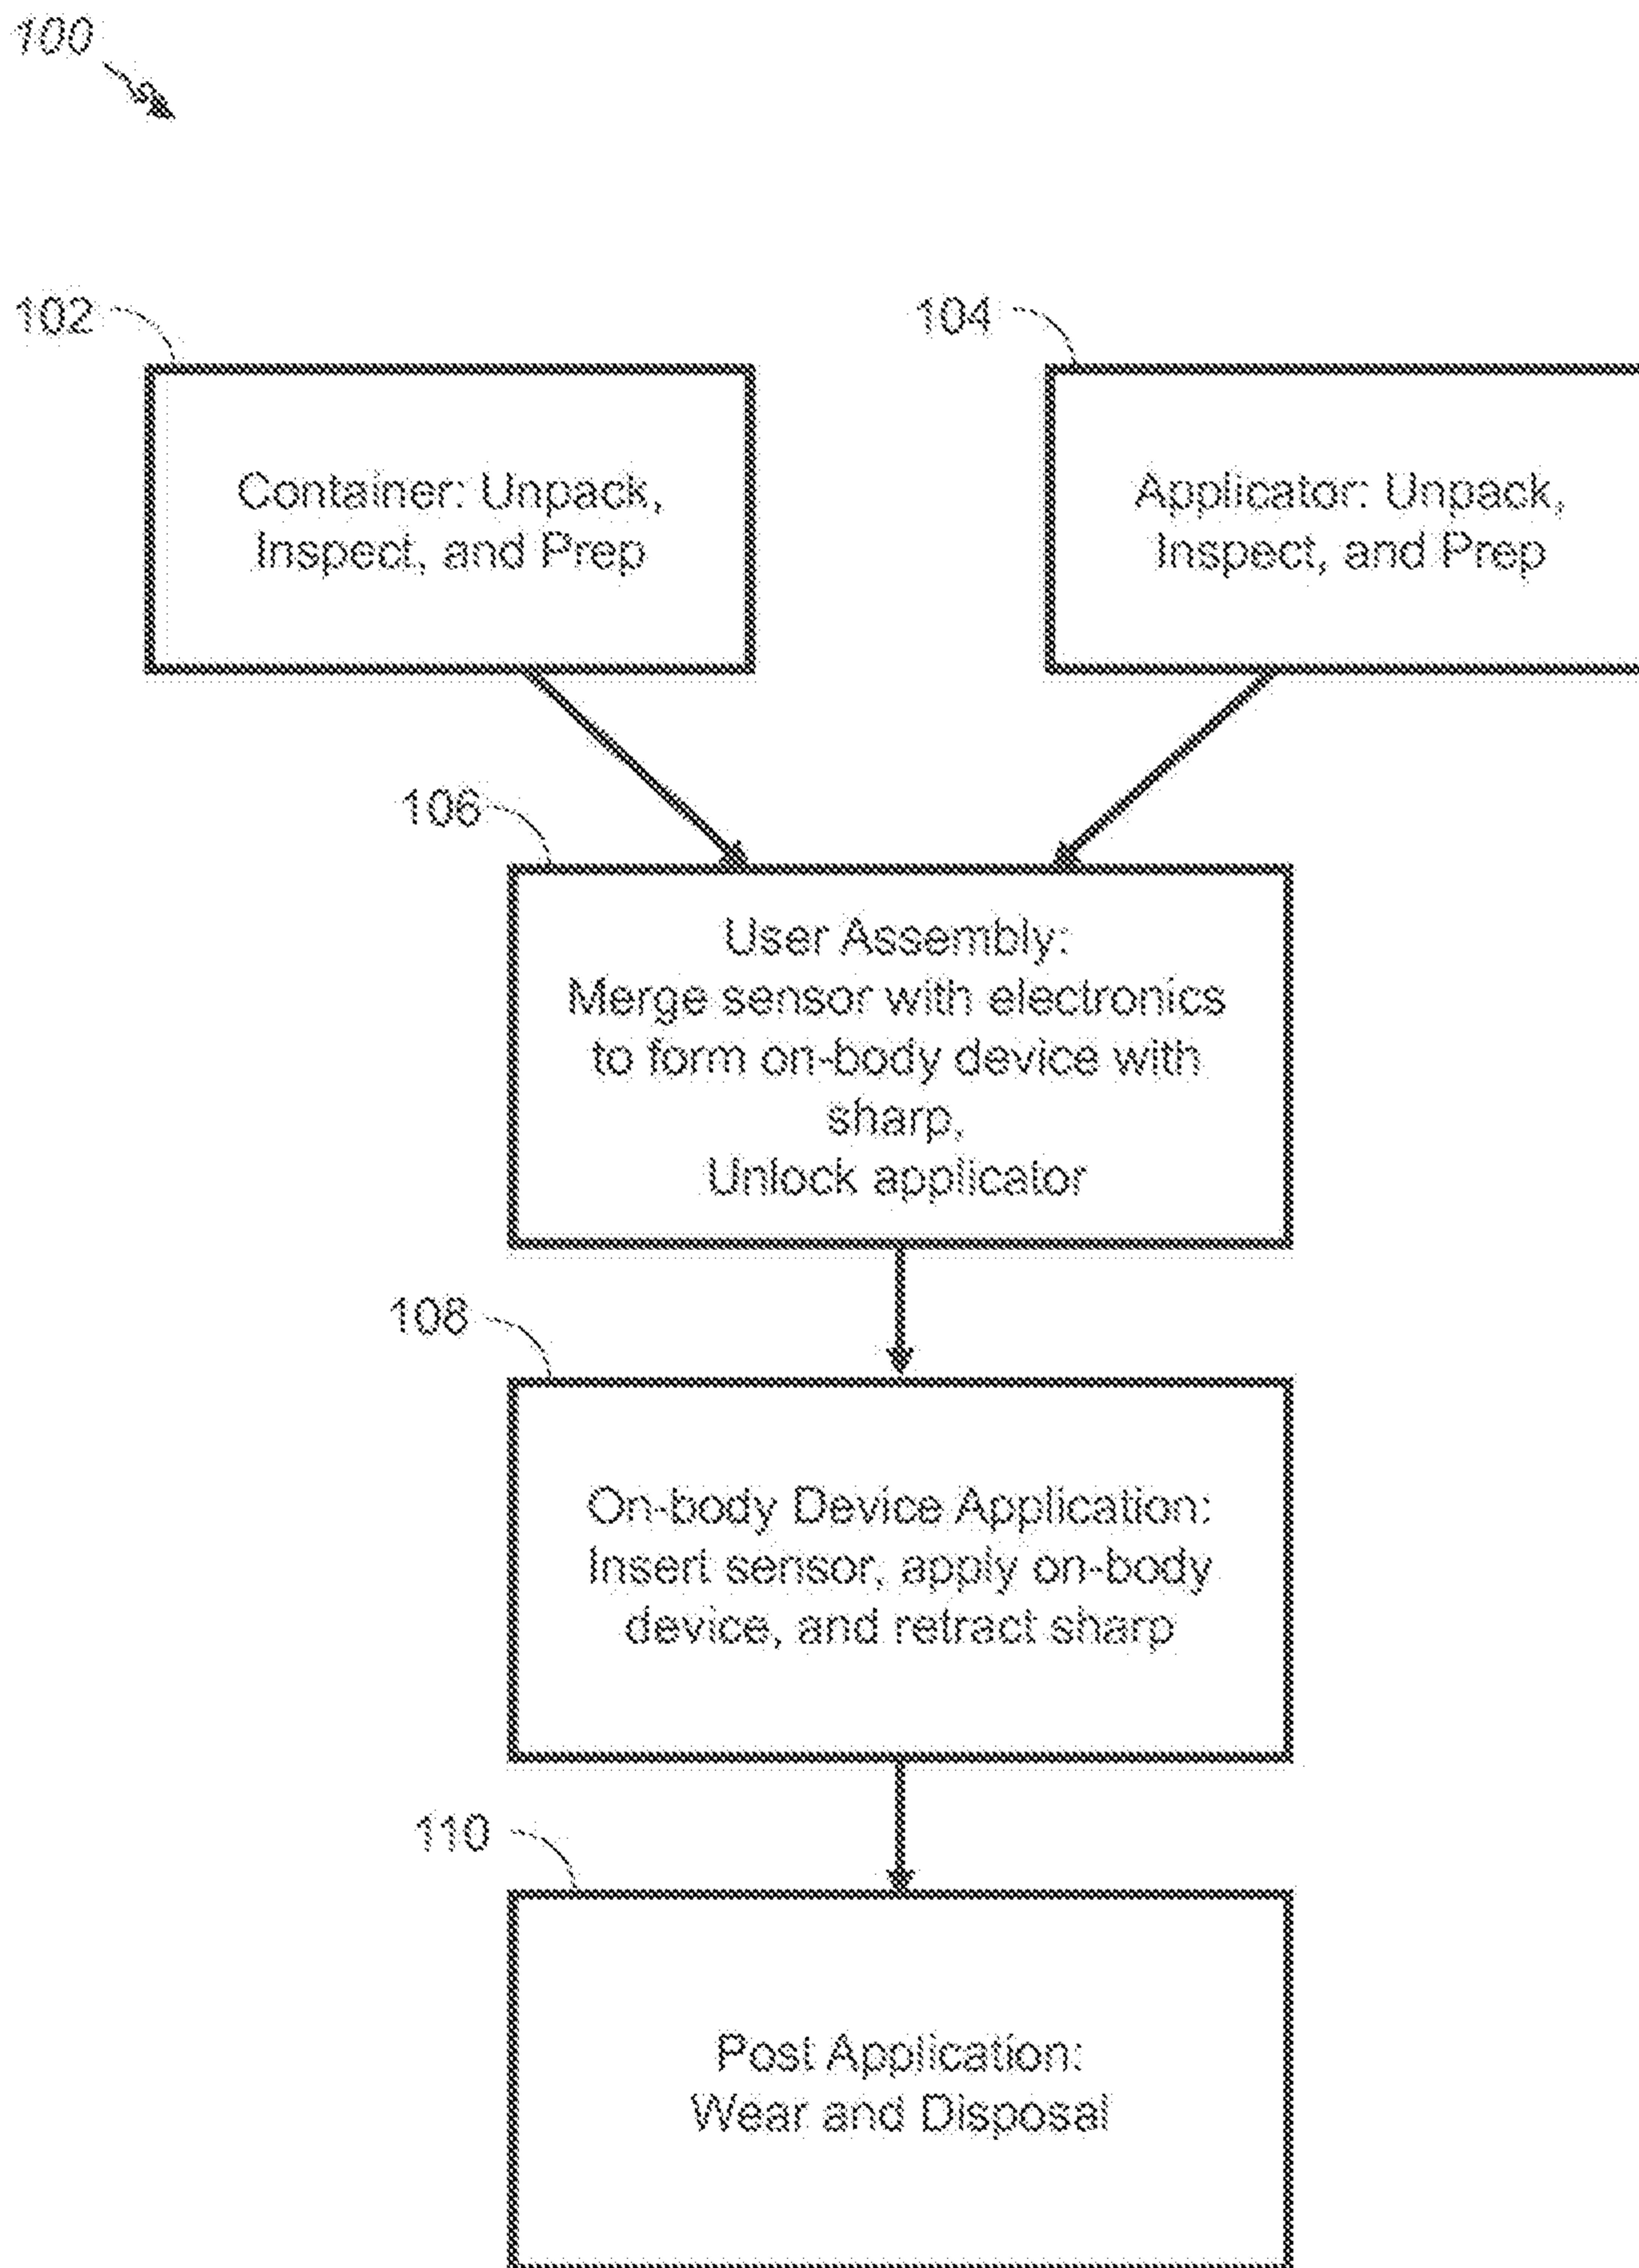 100
102
104
Container: Unpack,
Inspect, and Prep
Applicator: Unpack,
Inspect, and Prep
106
User Assembly:
Merge sensor with electronics
to form on-body device with
sharp,
Unlock applicator
108
On-body Device Application:
Insert sensor, apply on-body
device, and retract sharp
110
Post Application:
Wear and Disposal